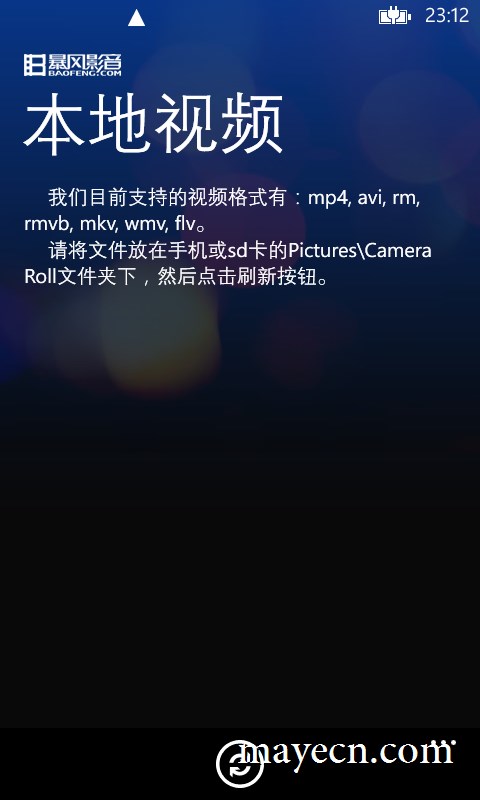 23:12
暴风影音
BAOFENG.COM
本地视频
我们目前支持的视频格式有：mp4, avi, rm,
rmvb, mkv, wmv, flv。
请将文件放在手机或sd卡的Pictures\Camera
Roll文件夹下，然后点击刷新按钮。
mayecn.com